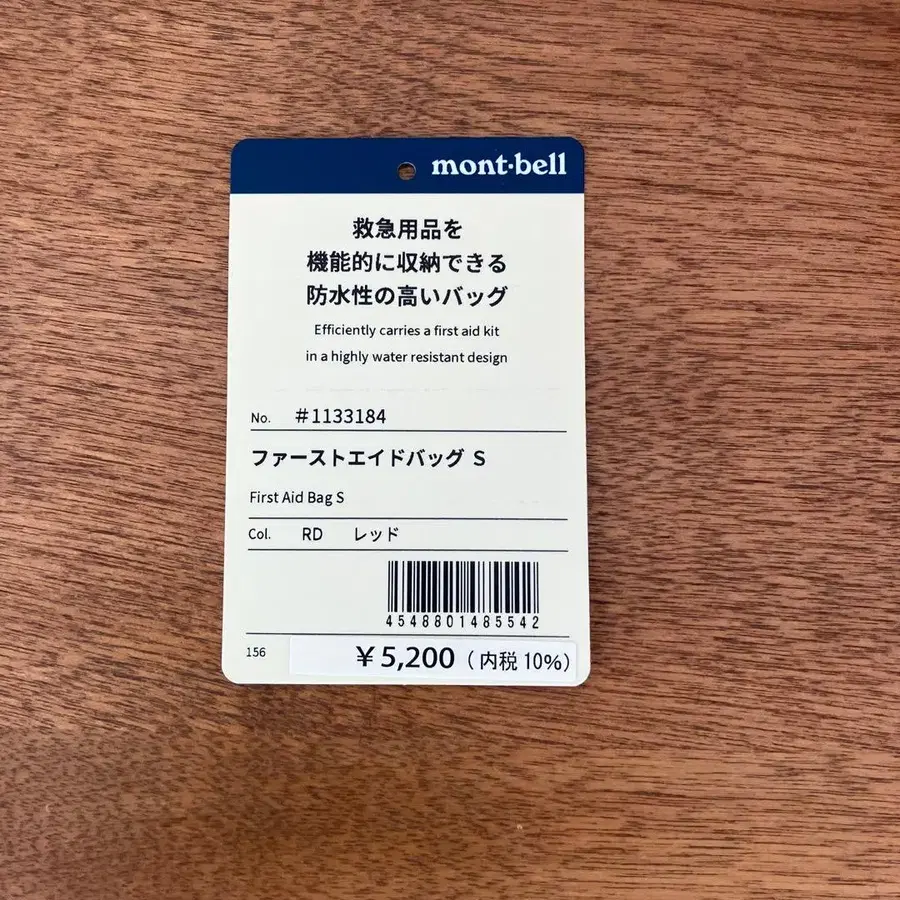 mont·bell
救急用品を
機能的に収納できる
防水性の高いバッグ
Efficiently carries a first aid kit
in a highly water resistant design
No. #1133184
ファーストエイドバッグ S
First Aid Bag S
Col. RD レッド
4548801485542
156 ¥5,200（内税10%）